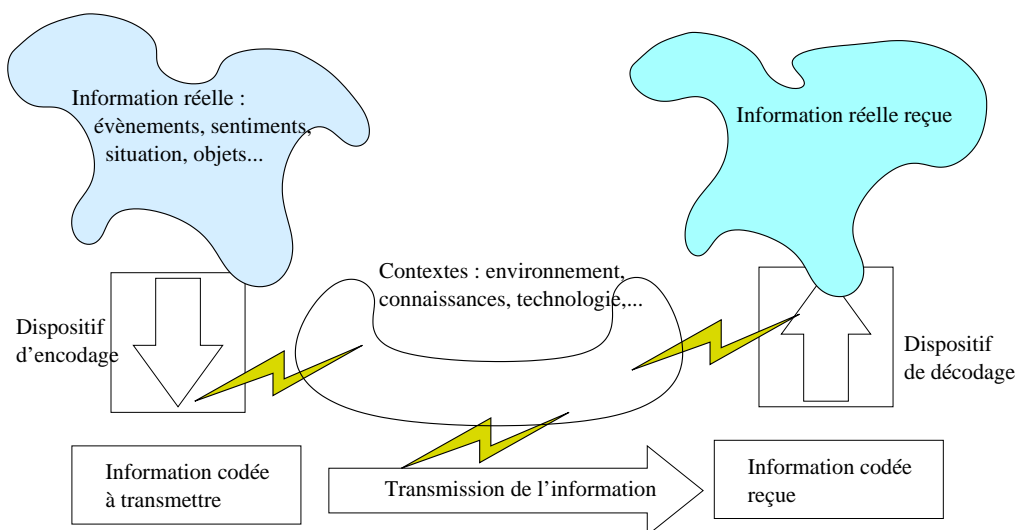 Information réelle :
évènements, sentiments,
situation, objets...
Information réelle reçue
Contextes : environnement,
connaissances, technologie,...
Dispositif
d'encodage
Dispositif
de décodage
Information codée
à transmettre
Transmission de l'information
Information codée
reçue